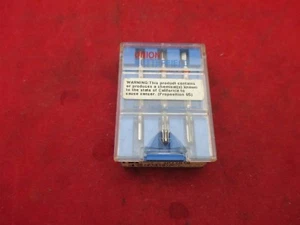 WARNING: This product contains
or produces a chemical(s) known
to the state of California to
cause cancer. (Proposition 65)